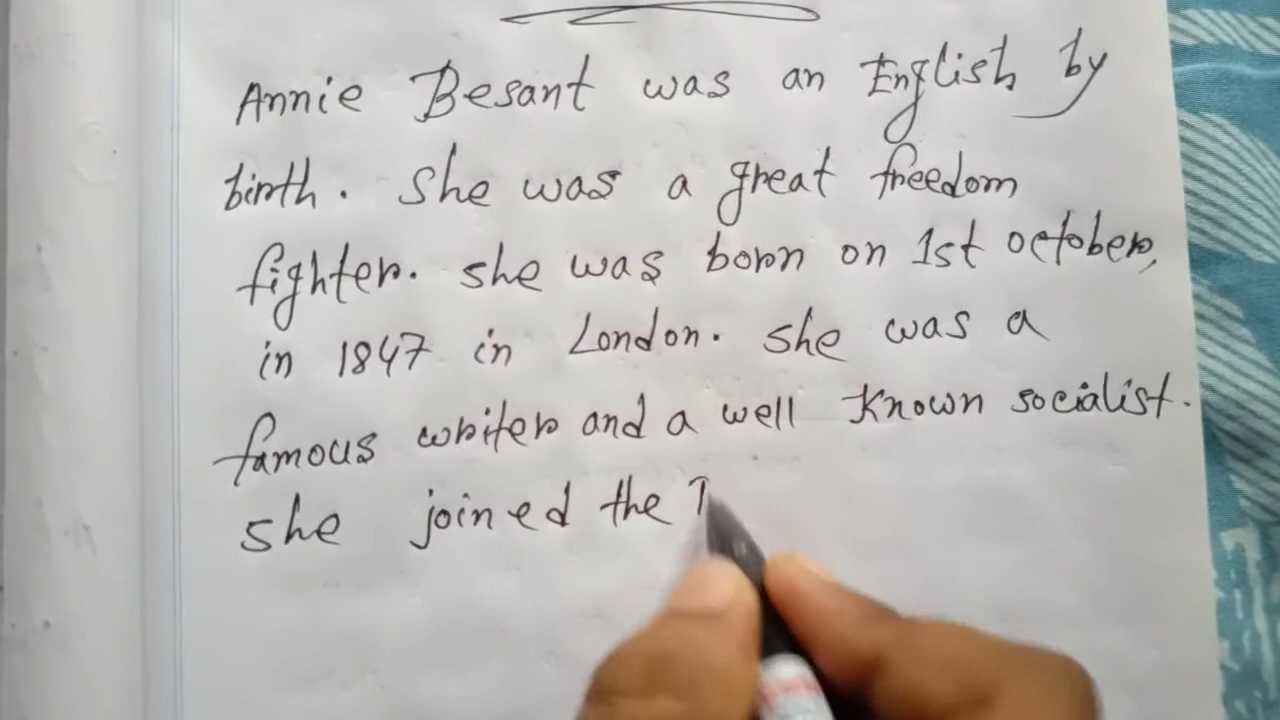 Annie Besant was an English by
birth. She was a great freedom
fighter. she was born on 1st october,
in 1847 in London. she was a
famous writer and a well known socialist.
she joined the